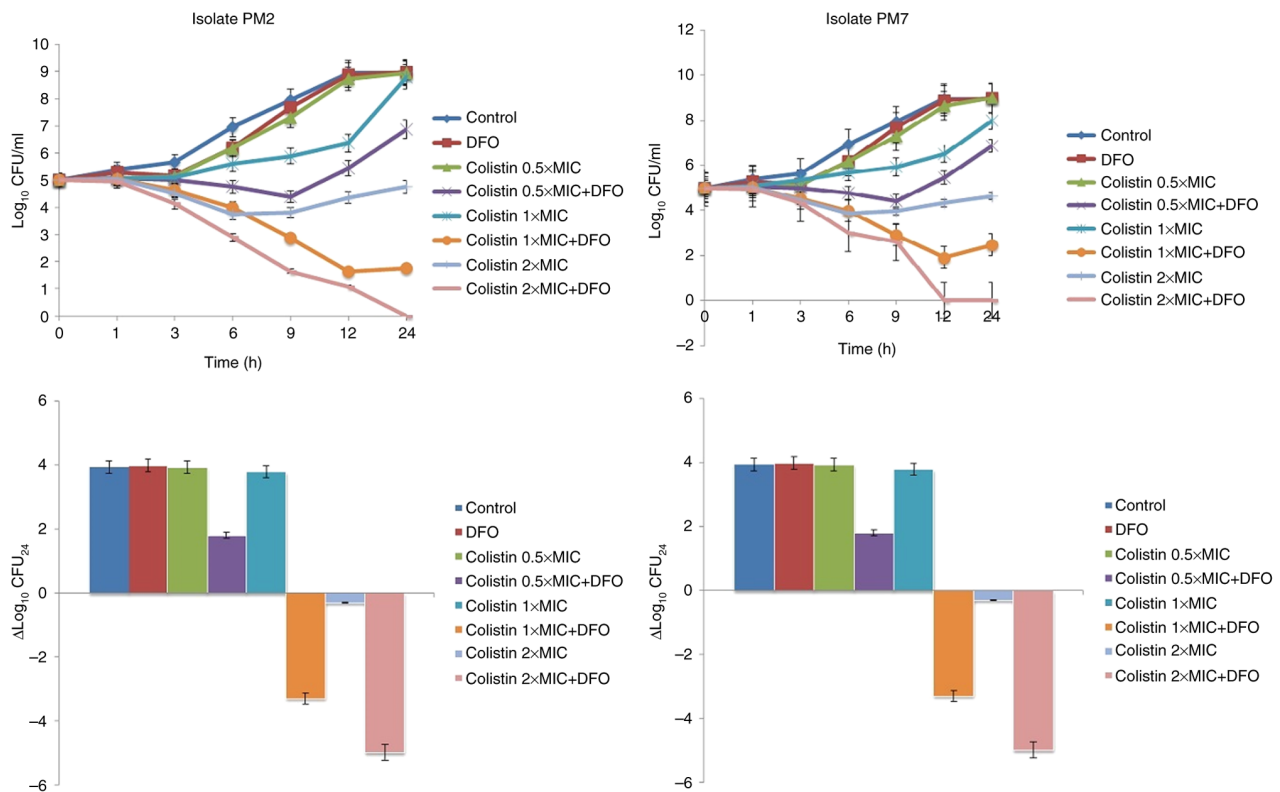 Isolate PM2
10
9
8
7
6
5
4
3
2
1
0
Log10 CFU/ml
0 1 3 6 9 12 24
Time (h)
Control
DFO
Colistin 0.5×MIC
Colistin 0.5×MIC+DFO
Colistin 1×MIC
Colistin 1×MIC+DFO
Colistin 2×MIC
Colistin 2×MIC+DFO
Isolate PM7
12
10
8
6
4
2
0
−2
Log10 CFU/ml
0 1 3 6 9 12 24
Time (h)
Control
DFO
Colistin 0.5×MIC
Colistin 0.5×MIC+DFO
Colistin 1×MIC
Colistin 1×MIC+DFO
Colistin 2×MIC
Colistin 2×MIC+DFO
6
4
2
0
−2
−4
−6
ΔLog10 CFU24
Control
DFO
Colistin 0.5×MIC
Colistin 0.5×MIC+DFO
Colistin 1×MIC
Colistin 1×MIC+DFO
Colistin 2×MIC
Colistin 2×MIC+DFO
6
4
2
0
−2
−4
−6
ΔLog10 CFU24
Control
DFO
Colistin 0.5×MIC
Colistin 0.5×MIC+DFO
Colistin 1×MIC
Colistin 1×MIC+DFO
Colistin 2×MIC
Colistin 2×MIC+DFO